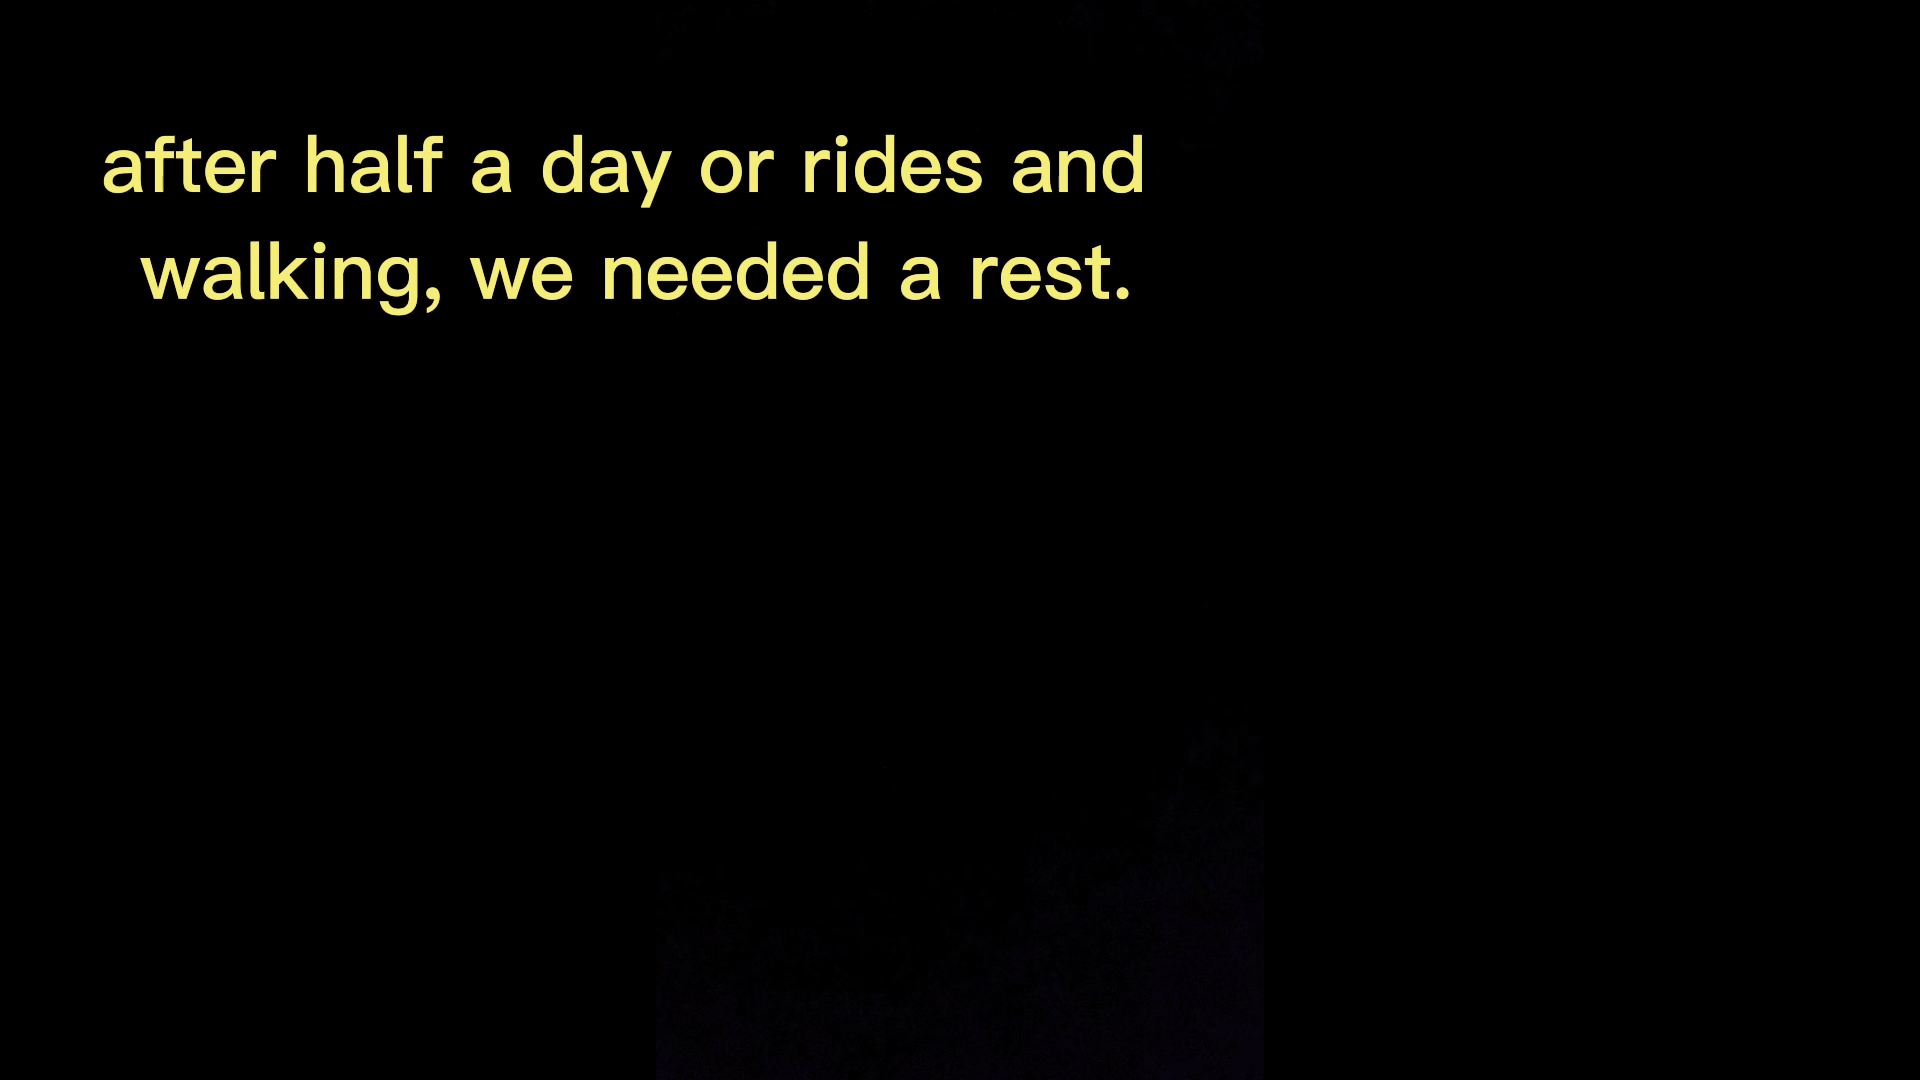 after half a day or rides and
walking, we needed a rest.